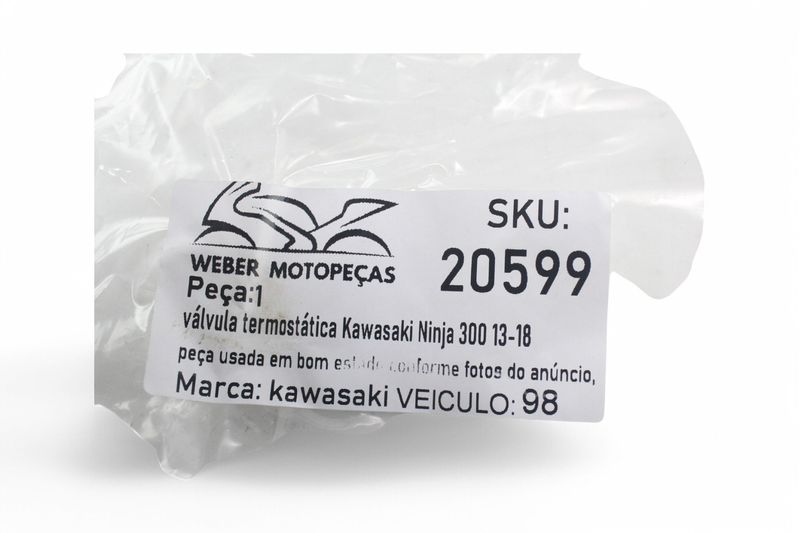 SKU:
20599
WEBER MOTOPEÇAS
Peça:1
válvula termostática Kawasaki Ninja 300 13-18
peça usada em bom estado conforme fotos do anúncio,
Marca: kawasaki VEICULO: 98